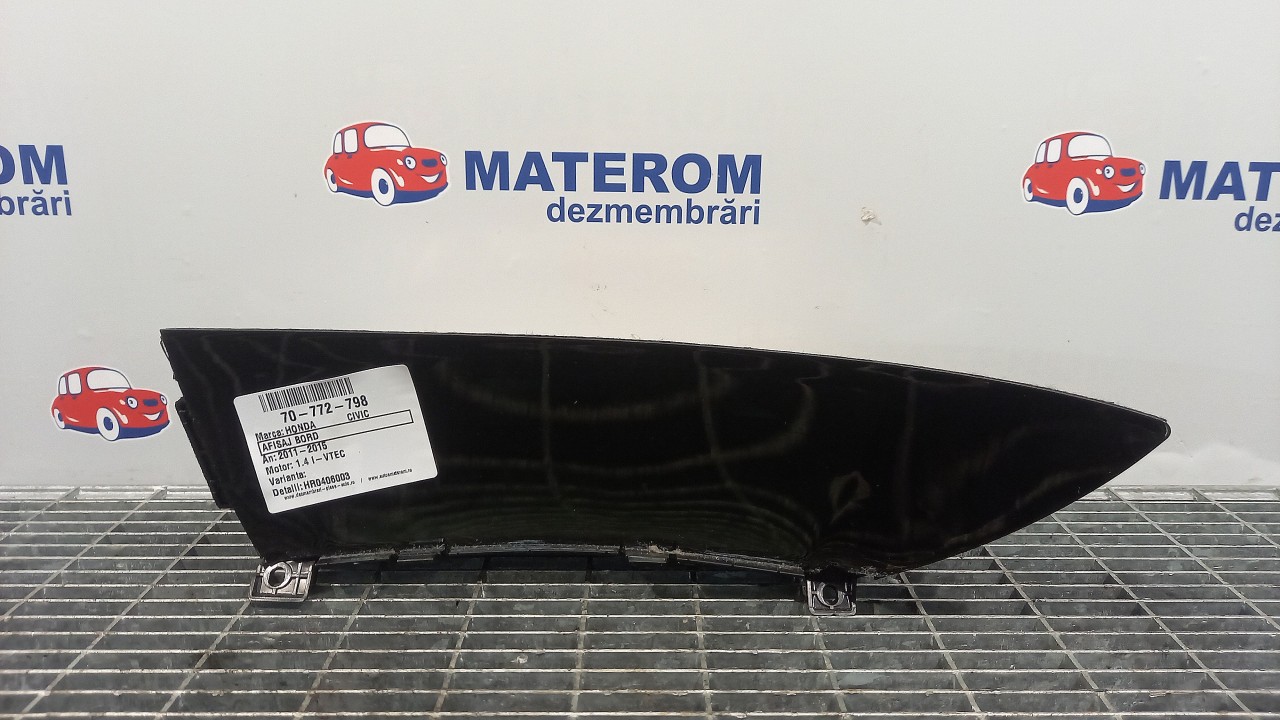 OM
brări
MATEROM
dezmembrări
MAT
dez
70-772-798
Marca: HONDA CIVIC
AFISAJ BORD
An: 2011-2015
Motor: 1.4 I-VTEC
Varianta:
Detalii: HR0406003